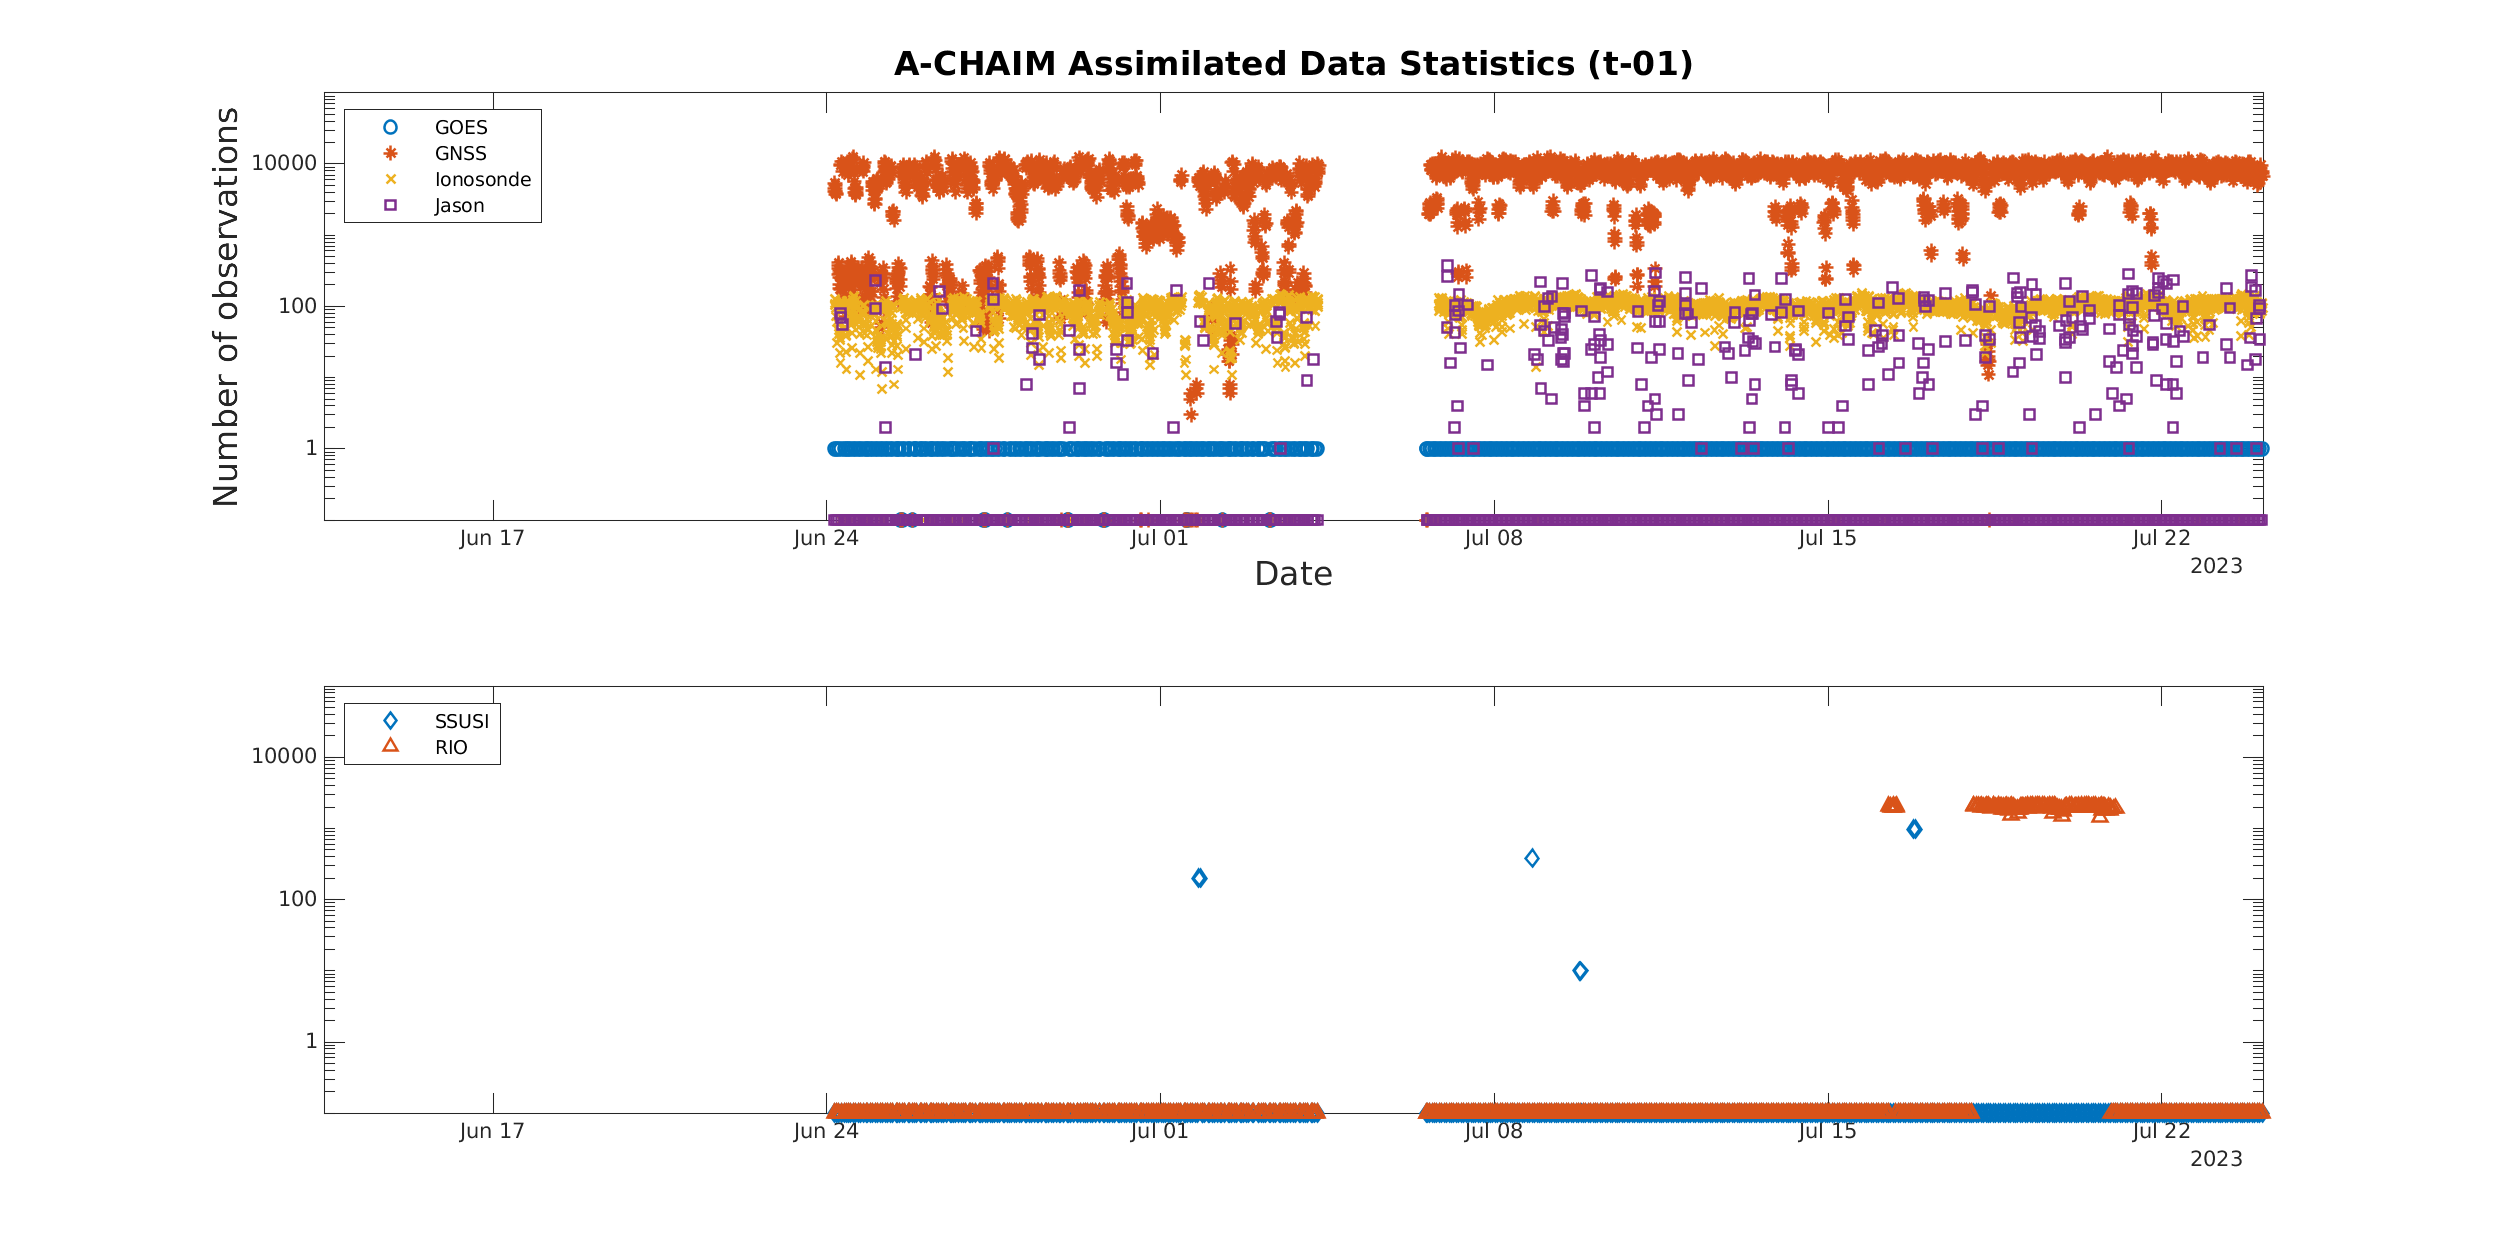 A-CHAIM Assimilated Data Statistics (t-01)
Number of observations
GOES
GNSS
Ionosonde
Jason
10000
100
1
Jun 17
Jun 24
Jul 01
Jul 08
Jul 15
Jul 22
2023
Date
SSUSI
RIO
10000
100
1
Jun 17
Jun 24
Jul 01
Jul 08
Jul 15
Jul 22
2023